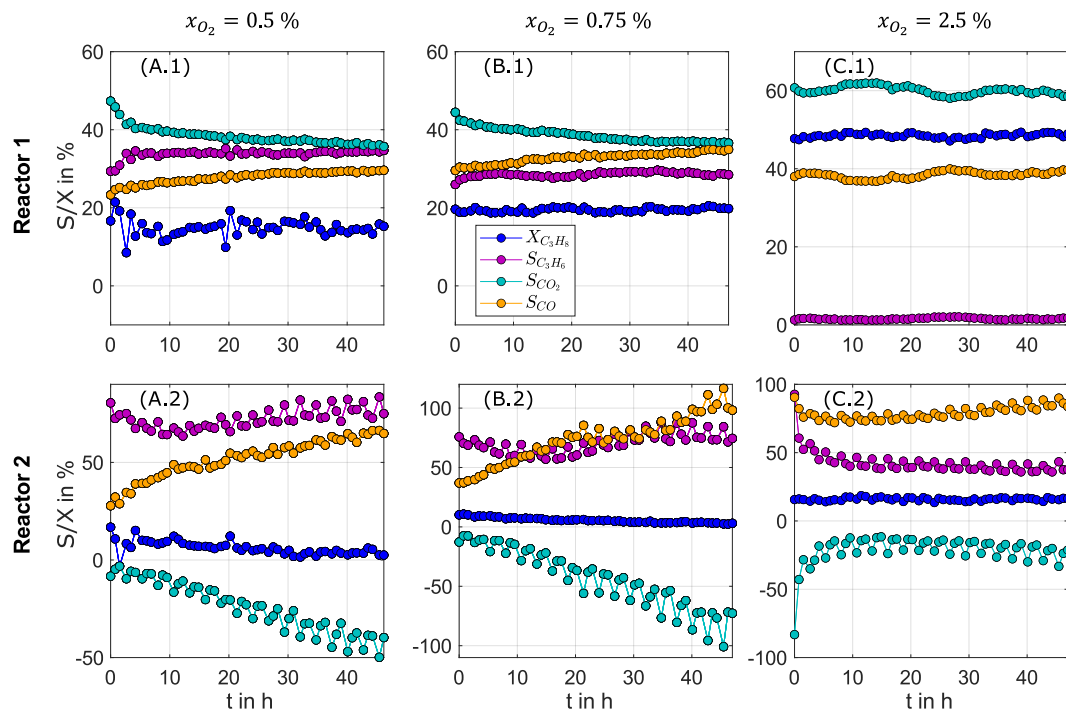 x_{O_2} = 0.5 % x_{O_2} = 0.75 % x_{O_2} = 2.5 %
Reactor 1
S/X in %
(A.1)
60
40
20
0
0 10 20 30 40
(B.1)
60
40
20
0
0 10 20 30 40
X_{C_3H_8}
S_{C_3H_6}
S_{CO_2}
S_{CO}
(C.1)
60
40
20
0
0 10 20 30 40
Reactor 2
S/X in %
(A.2)
50
0
-50
0 10 20 30 40
t in h
(B.2)
100
50
0
-50
-100
0 10 20 30 40
t in h
(C.2)
100
50
0
-50
-100
0 10 20 30 40
t in h